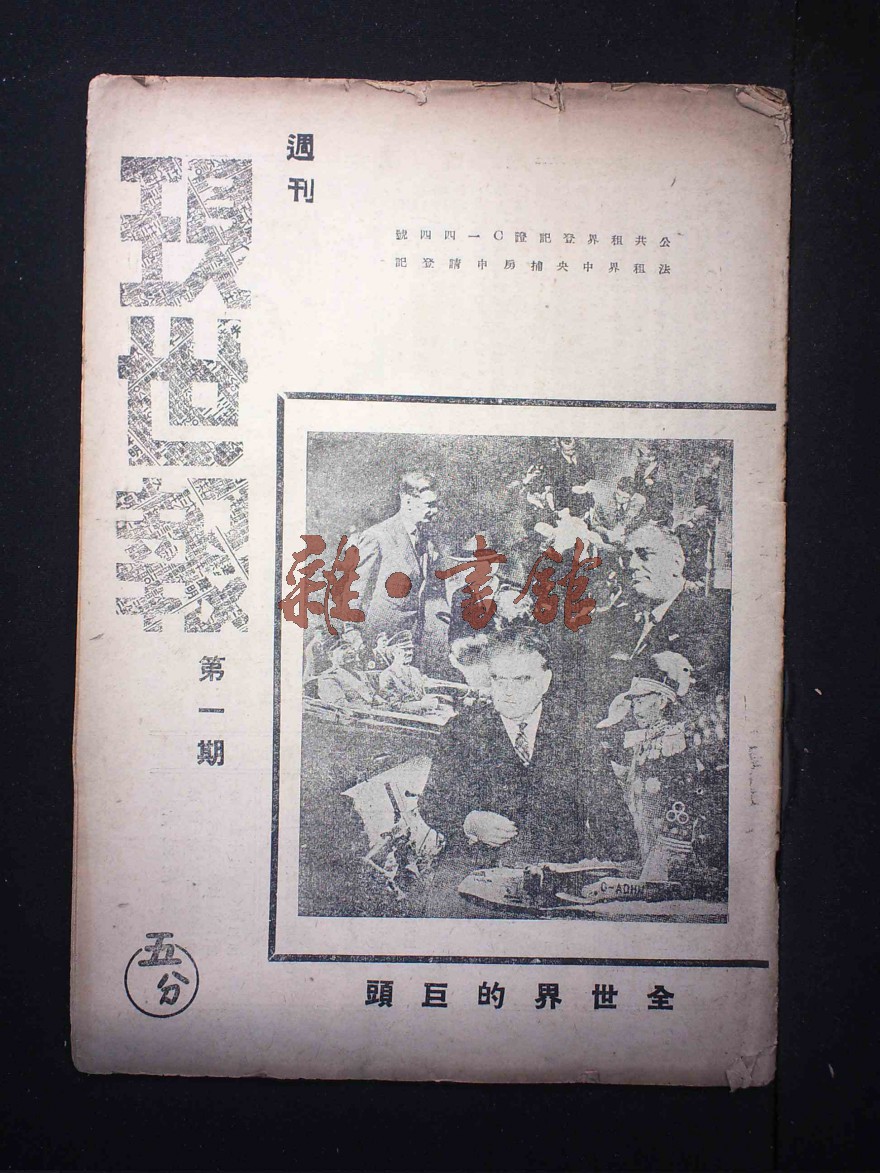 週刊
現世報
公共租界登記證C一四四號
法租界中央捕房申請登記
雜·書館
G-ADHM
第一期
五分
全世界的巨頭